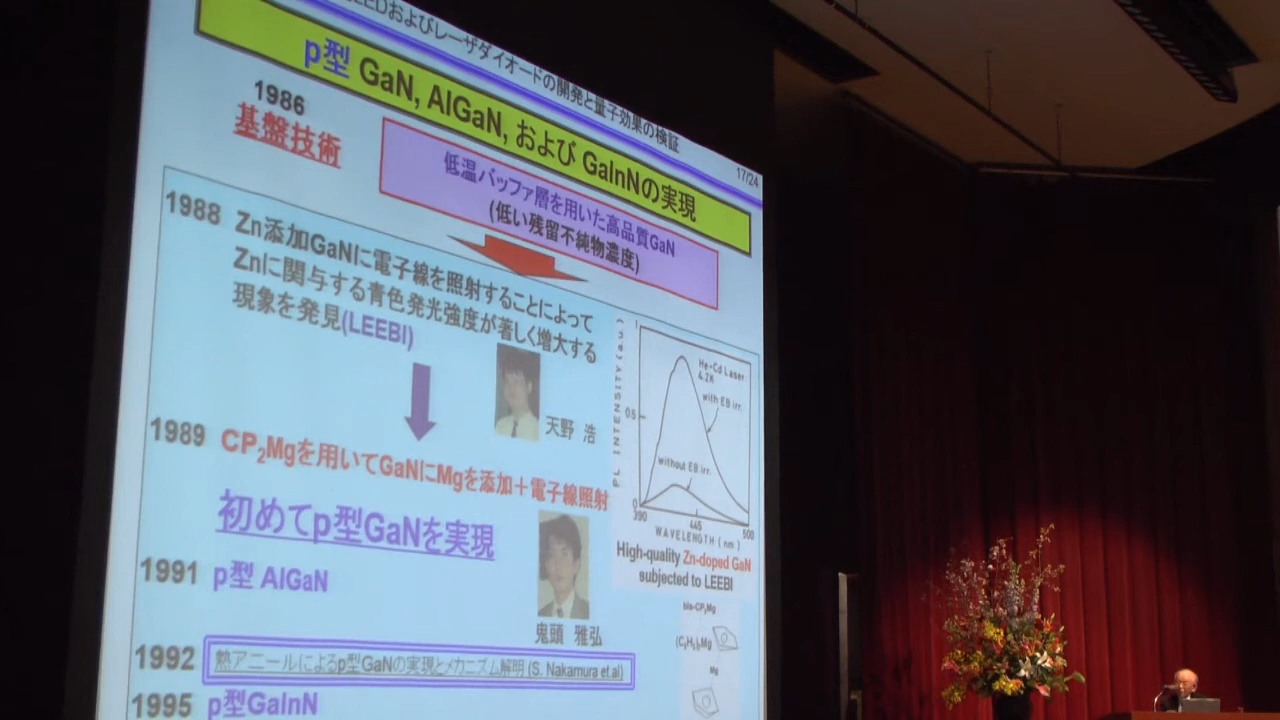 EDおよびレーザダイオードの開発と量子効果の検証
17/24
p型 GaN, AlGaN, および GaInNの実現
1986
基盤技術
低温バッファ層を用いた高品質GaN
(低い残留不純物濃度)
1988 Zn添加GaNに電子線を照射することによって
Znに関与する青色発光強度が著しく増大する
現象を発見(LEEBI)
天野 浩
1989 CP2Mgを用いてGaNにMgを添加＋電子線照射
初めてp型GaNを実現
鬼頭 雅弘
1991 p型 AlGaN
1992 熱アニールによるp型GaNの実現とメカニズム解明 (S. Nakamura et.al)
1995 p型GaInN
1
He-Cd Laser
4.2K
with EB irr.
0.5
without EB irr.
0
390 445 500
WAVELENGTH (nm)
PL INTENSITY
High-quality Zn-doped GaN
subjected to LEEBI
bis-CP2Mg
Mg